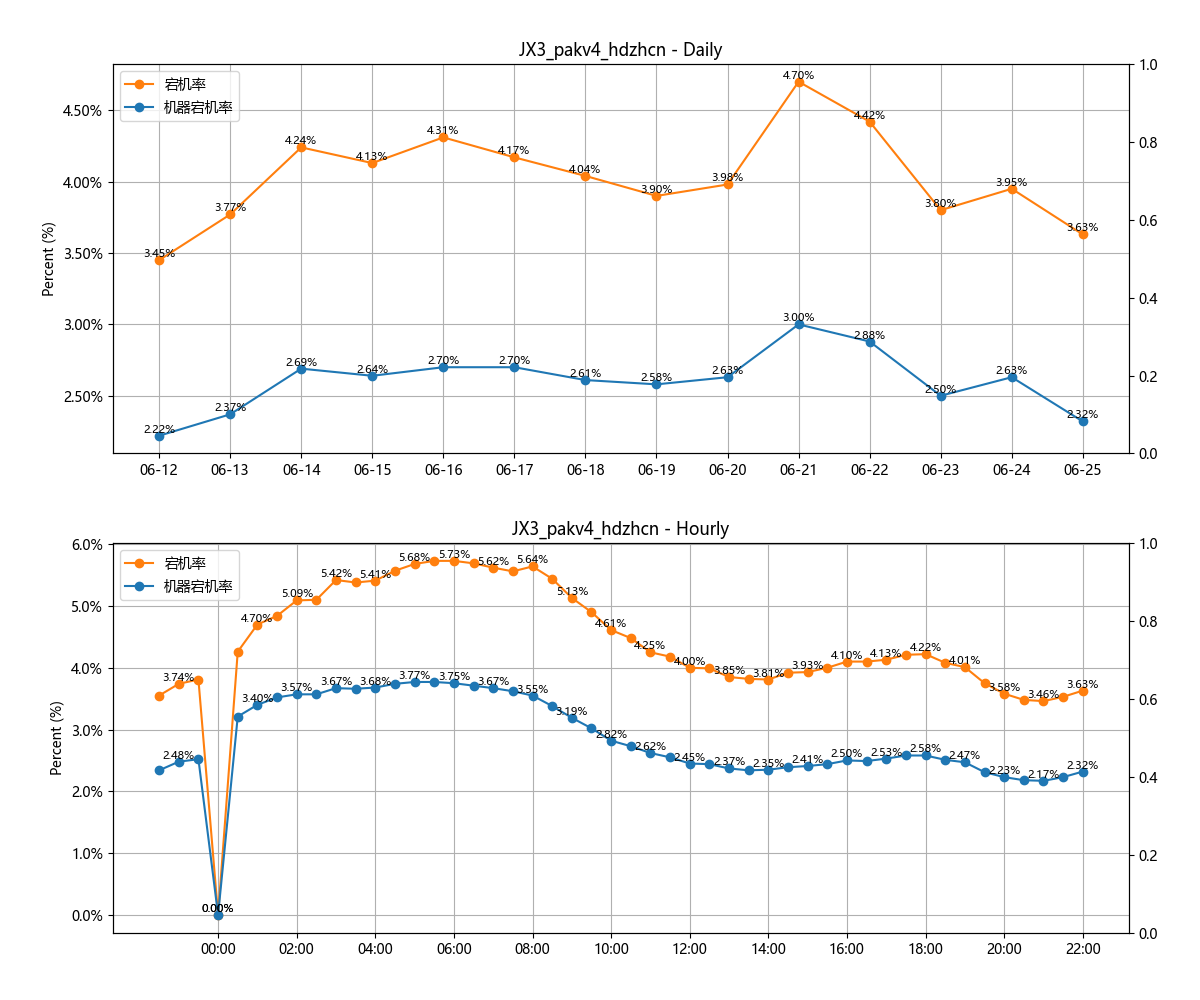 JX3_pakv4_hdzhcn - Daily
宕机率
机器宕机率
Percent (%)
4.50%
4.00%
3.50%
3.00%
2.50%
1.0
0.8
0.6
0.4
0.2
0.0
3.45% 3.77% 4.24% 4.13% 4.31% 4.17% 4.04% 3.90% 3.98% 4.70% 4.42% 3.80% 3.95% 3.63%
2.22% 2.37% 2.69% 2.64% 2.70% 2.70% 2.61% 2.58% 2.63% 3.00% 2.88% 2.50% 2.63% 2.32%
06-12 06-13 06-14 06-15 06-16 06-17 06-18 06-19 06-20 06-21 06-22 06-23 06-24 06-25
JX3_pakv4_hdzhcn - Hourly
宕机率
机器宕机率
Percent (%)
6.0%
5.0%
4.0%
3.0%
2.0%
1.0%
0.0%
1.0
0.8
0.6
0.4
0.2
0.0
3.74% 0.00% 4.70% 5.09% 5.42% 5.41% 5.68% 5.73% 5.62% 5.64% 5.13% 4.61% 4.25% 4.00% 3.85% 3.81% 3.93% 4.10% 4.13% 4.22% 4.01% 3.58% 3.46% 3.63%
2.48% 0.00% 3.40% 3.57% 3.67% 3.68% 3.77% 3.75% 3.67% 3.55% 3.19% 2.82% 2.62% 2.45% 2.37% 2.35% 2.41% 2.50% 2.53% 2.58% 2.47% 2.23% 2.17% 2.32%
00:00 02:00 04:00 06:00 08:00 10:00 12:00 14:00 16:00 18:00 20:00 22:00